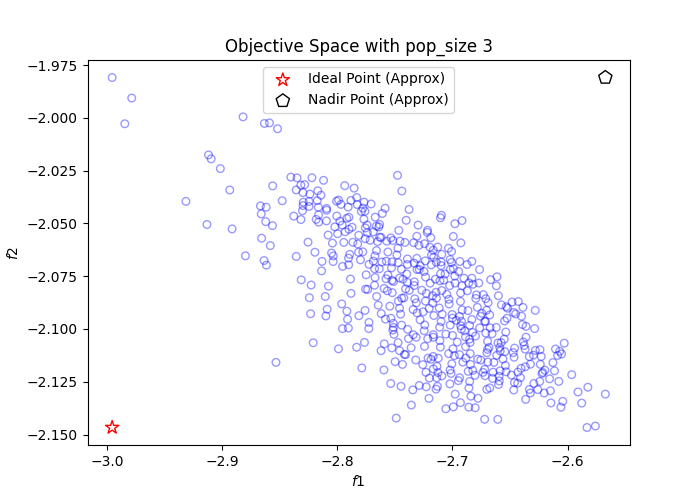 Objective Space with pop_size 3
Ideal Point (Approx)
Nadir Point (Approx)
−1.975
−2.000
−2.025
−2.050
−2.075
−2.100
−2.125
−2.150
f2
−3.0 −2.9 −2.8 −2.7 −2.6
f1